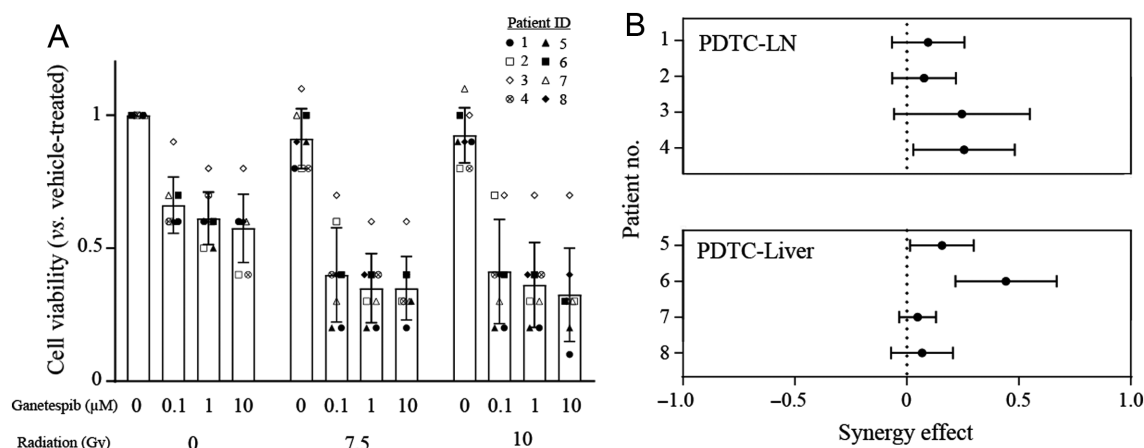 A
Patient ID
1 5
2 6
3 7
4 8
Cell viability (vs. vehicle-treated)
1
0.5
0
Ganetespib (µM) 0 0.1 1 10 0 0.1 1 10 0 0.1 1 10
Radiation (Gy) 0 7.5 10
B
PDTC-LN
1
2
3
4
Patient no.
PDTC-Liver
5
6
7
8
−1.0 −0.5 0 0.5 1.0
Synergy effect